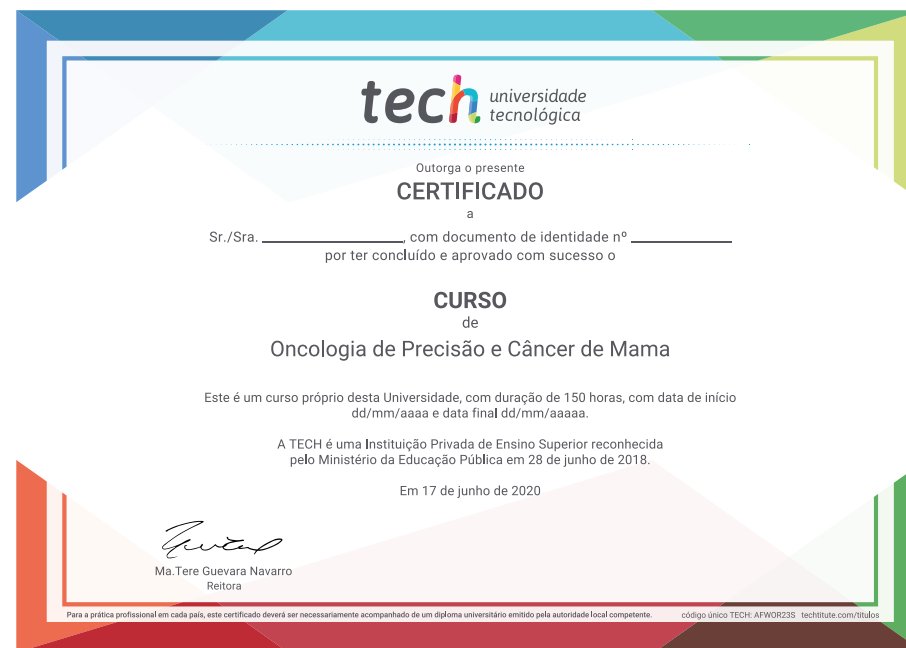 tech universidade
tecnológica
Outorga o presente
CERTIFICADO
a
Sr./Sra. ____________, com documento de identidade nº ____________
por ter concluído e aprovado com sucesso o
CURSO
de
Oncologia de Precisão e Câncer de Mama
Este é um curso próprio desta Universidade, com duração de 150 horas, com data de início
dd/mm/aaaa e data final dd/mm/aaaaa.
A TECH é uma Instituição Privada de Ensino Superior reconhecida
pelo Ministério da Educação Pública em 28 de junho de 2018.
Em 17 de junho de 2020
Ma.Tere Guevara Navarro
Reitora
Para a prática profissional em cada país, este certificado deverá ser necessariamente acompanhado de um diploma universitário emitido pela autoridade local competente. código único TECH: AFWOR23S techtitute.com/titulos